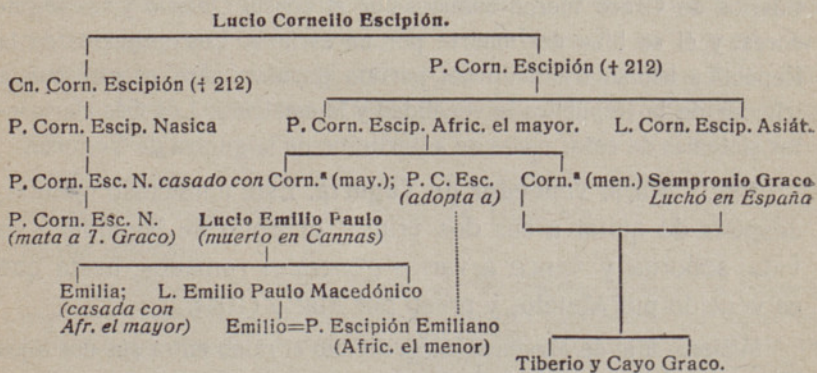 Lucio Cornelio Escipión.
P. Corn. Escipión († 212)
Cn. Corn. Escipión († 212)
P. Corn. Escip. Nasica P. Corn. Escip. Afric. el mayor. L. Corn. Escip. Asiát.
P. Corn. Esc. N. casado con Corn.ª (may.); P. C. Esc. Corn.ª (men.) Sempronio Graco
(adopta a) Luchó en España
P. Corn. Esc. N. Lucio Emilio Paulo
(mata a T. Graco) (muerto en Cannas)
Emilia; L. Emilio Paulo Macedónico
(casada con
Afr. el mayor) Emilio=P. Escipión Emiliano
(Afric. el menor)
Tiberio y Cayo Graco.